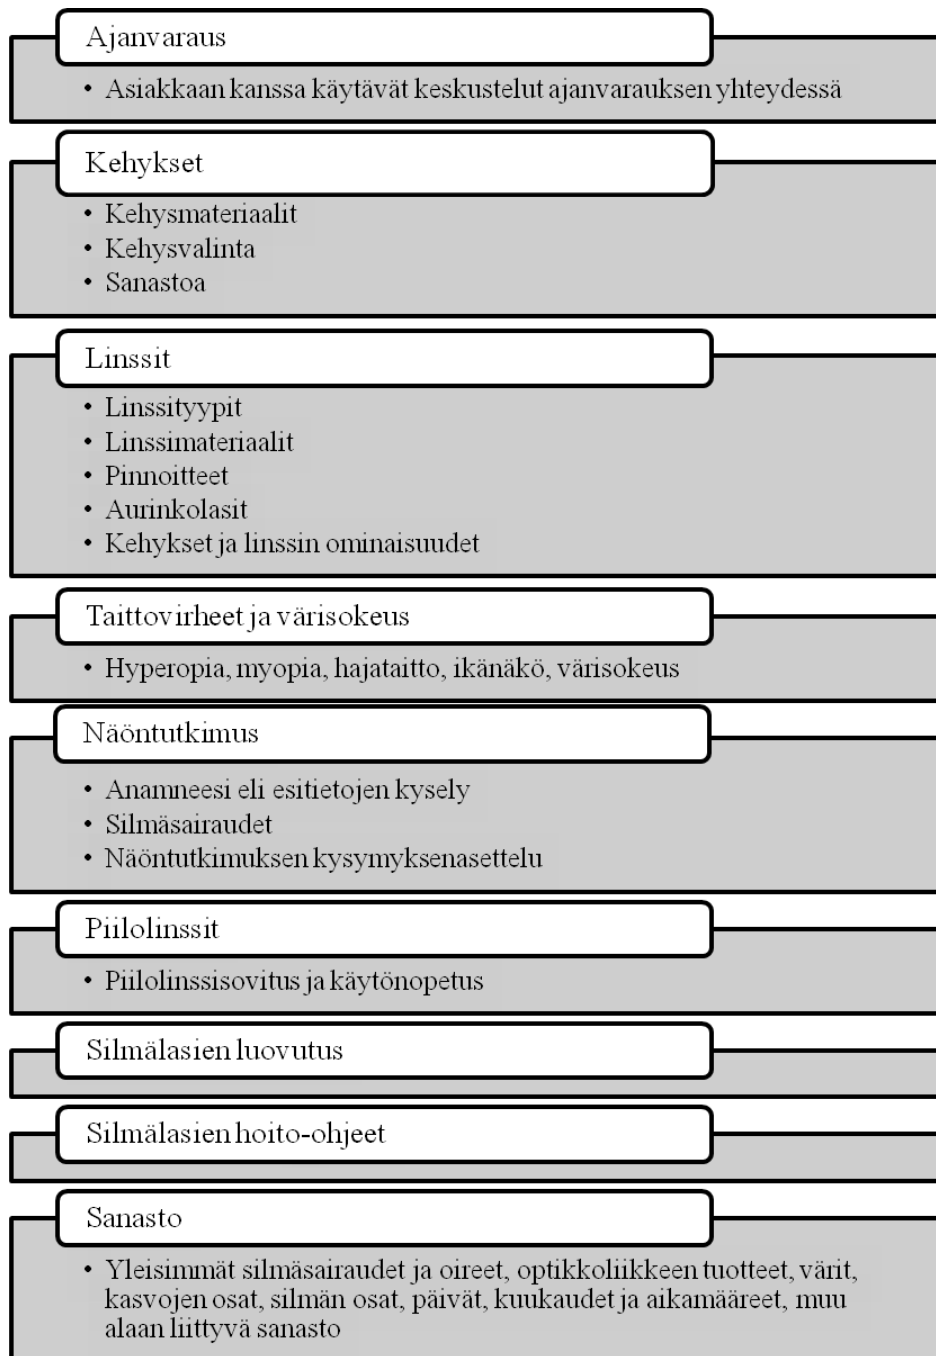 Ajanvaraus
• Asiakkaan kanssa käytävät keskustelut ajanvarauksen yhteydessä
Kehykset
• Kehysmateriaalit
• Kehysvalinta
• Sanastoa
Linssit
• Linssityypit
• Linssimateriaalit
• Pinnoitteet
• Aurinkolasit
• Kehykset ja linssin ominaisuudet
Taittovirheet ja värisokeus
• Hyperopia, myopia, hajataitto, ikänäkö, värisokeus
Näöntutkimus
• Anamneesi eli esitietojen kysely
• Silmäsairaudet
• Näöntutkimuksen kysymyksenasettelu
Piilolinssit
• Piilolinssisovitus ja käytönopetus
Silmälasien luovutus
Silmälasien hoito-ohjeet
Sanasto
• Yleisimmät silmäsairaudet ja oireet, optikkoliikkeen tuotteet, värit,
kasvojen osat, silmän osat, päivät, kuukaudet ja aikamääreet, muu
alaan liittyvä sanasto